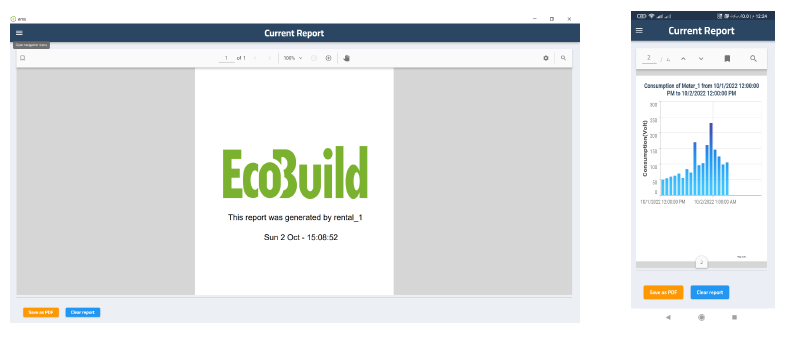 ems
Current Report
Open navigation menu
1 of 1
100%
EcoBuild
This report was generated by rental_1
Sun 2 Oct - 15:08:52
Save as PDF
Clear report
12:24
Current Report
2 /
Consumption of Meter_1 from 10/1/2022 12:00:00
PM to 10/2/2022 12:00:00 PM
Consumption(Volt)
300
250
200
150
100
50
0
10/1/2022 12:00:00 PM
10/2/2022 1:00:00 AM
2
Save as PDF
Clear report